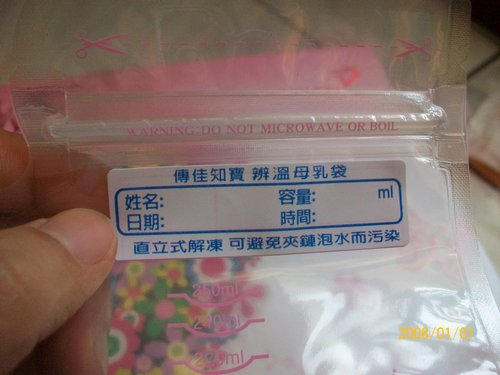 WARNING:DO NOT MICROWAVE OR BOIL
傳佳知寶 辨溫母乳袋
姓名: 容量: ml
日期: 時間:
直立式解凍 可避免夾鏈泡水而污染
250ml
2008/01/01